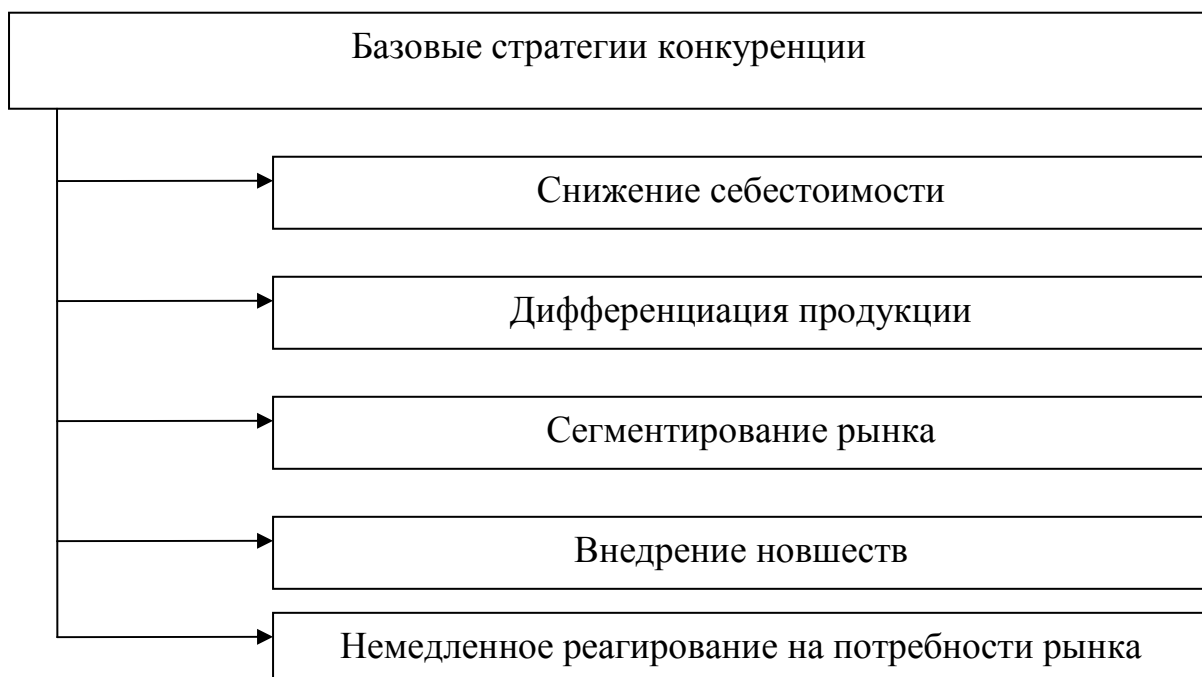 Базовые стратегии конкуренции
Снижение себестоимости
Дифференциация продукции
Сегментирование рынка
Внедрение новшеств
Немедленное реагирование на потребности рынка